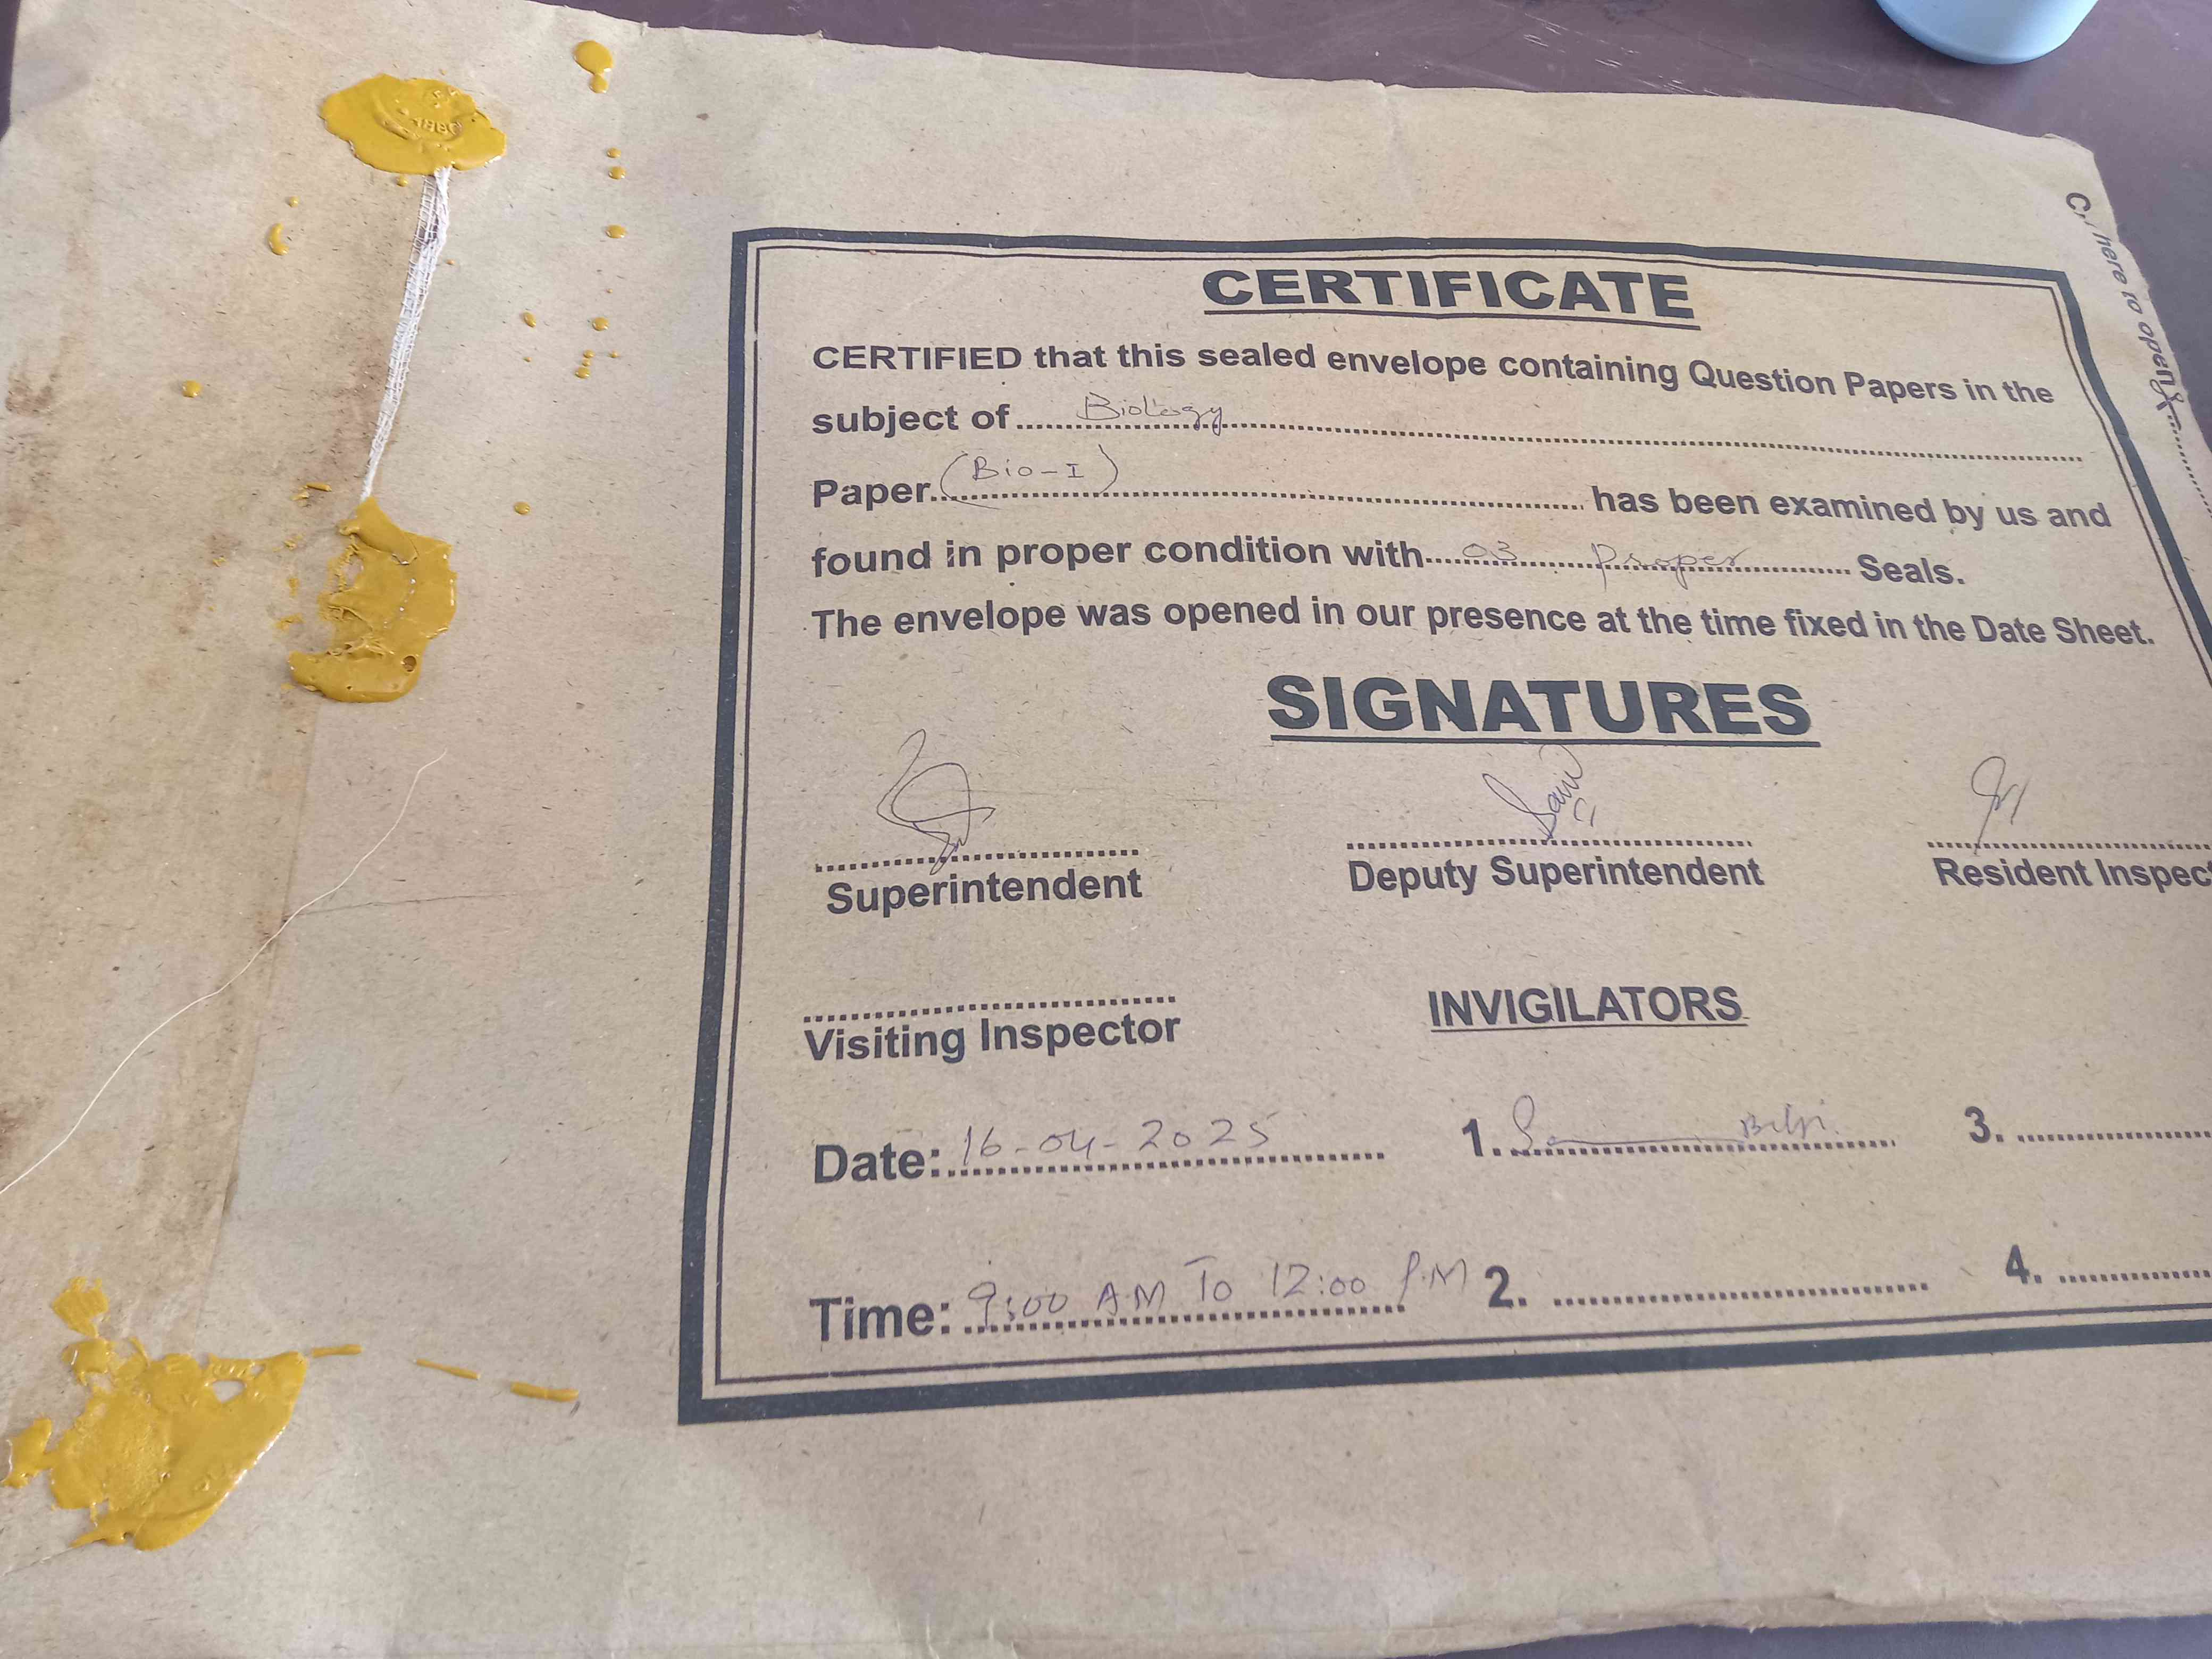 CERTIFICATE
CERTIFIED that this sealed envelope containing Question Papers in the
subject of Biology
Paper (Bio-I) has been examined by us and
found in proper condition with 03 Proper Seals.
The envelope was opened in our presence at the time fixed in the Date Sheet.
SIGNATURES
Superintendent Deputy Superintendent Resident Inspect
Visiting Inspector INVIGILATORS
Date: 16-04-2025 1. 3.
Time: 9:00 AM To 12:00 P.M 2. 4.
here to open